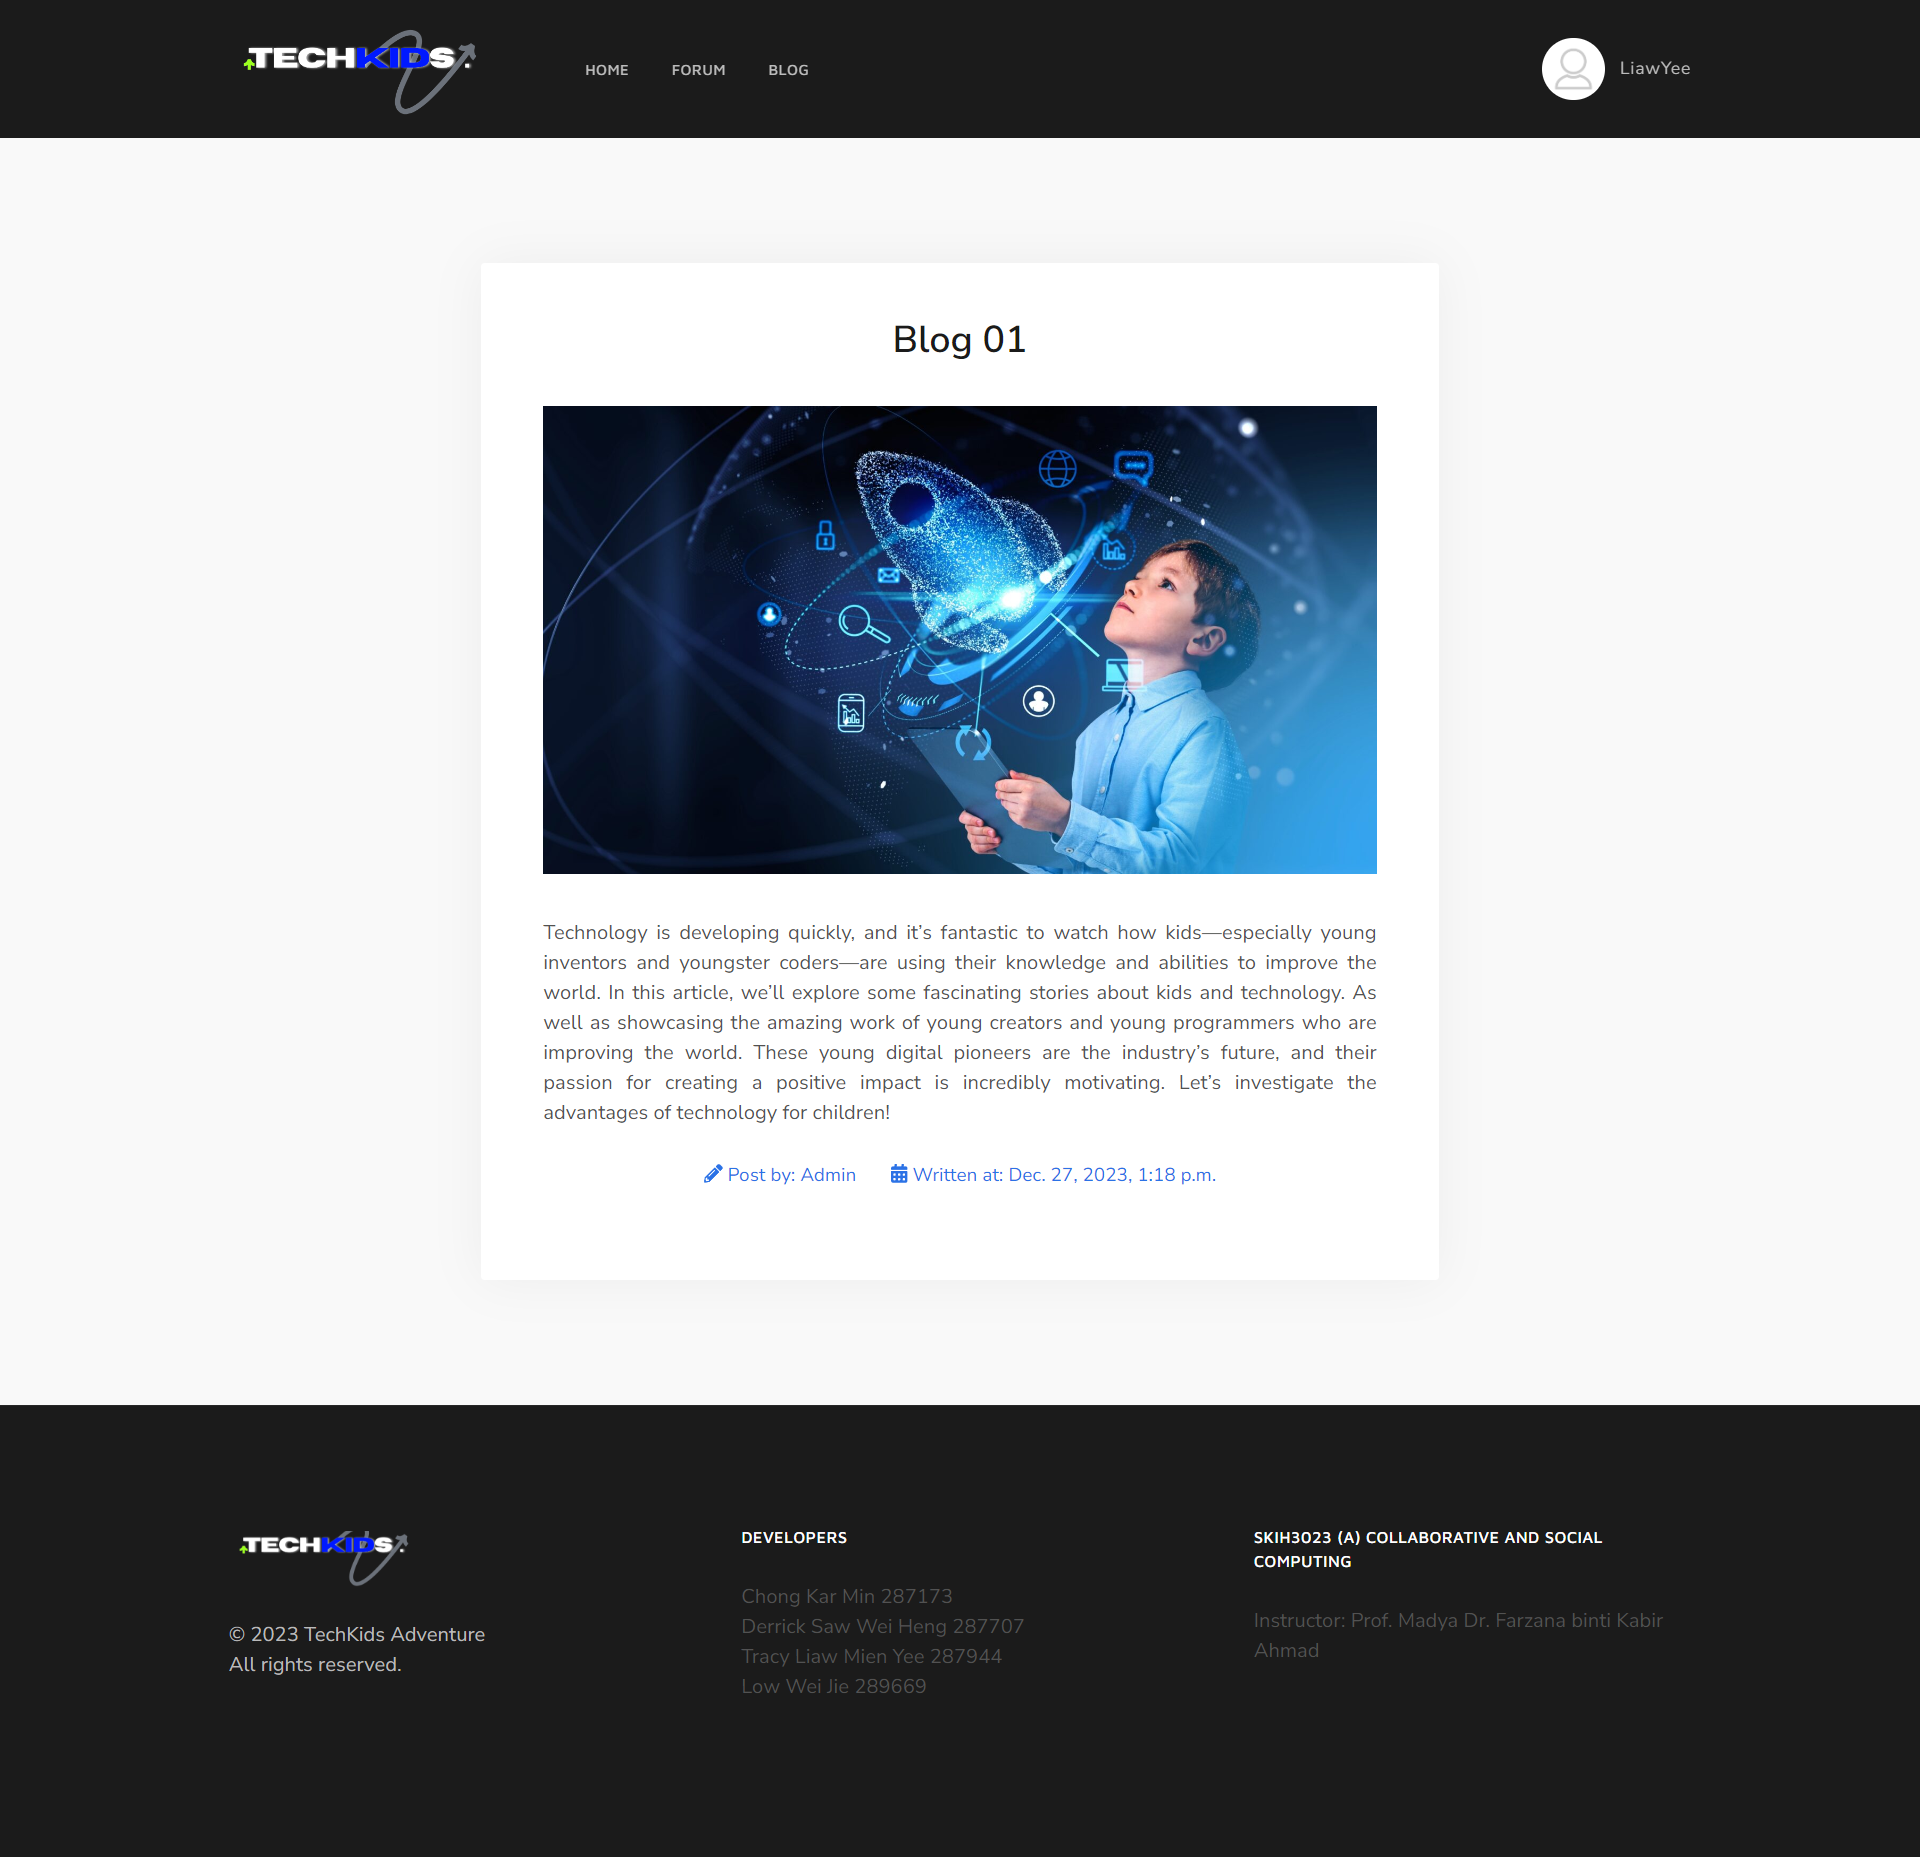 TECHKIDS.
HOME
FORUM
BLOG
LiawYee
Blog 01
Technology is developing quickly, and it’s fantastic to watch how kids—especially young
inventors and youngster coders—are using their knowledge and abilities to improve the
world. In this article, we’ll explore some fascinating stories about kids and technology. As
well as showcasing the amazing work of young creators and young programmers who are
improving the world. These young digital pioneers are the industry’s future, and their
passion for creating a positive impact is incredibly motivating. Let’s investigate the
advantages of technology for children!
Post by: Admin
Written at: Dec. 27, 2023, 1:18 p.m.
TECHKIDS.
© 2023 TechKids Adventure
All rights reserved.
DEVELOPERS
Chong Kar Min 287173
Derrick Saw Wei Heng 287707
Tracy Liaw Mien Yee 287944
Low Wei Jie 289669
SKIH3023 (A) COLLABORATIVE AND SOCIAL
COMPUTING
Instructor: Prof. Madya Dr. Farzana binti Kabir
Ahmad